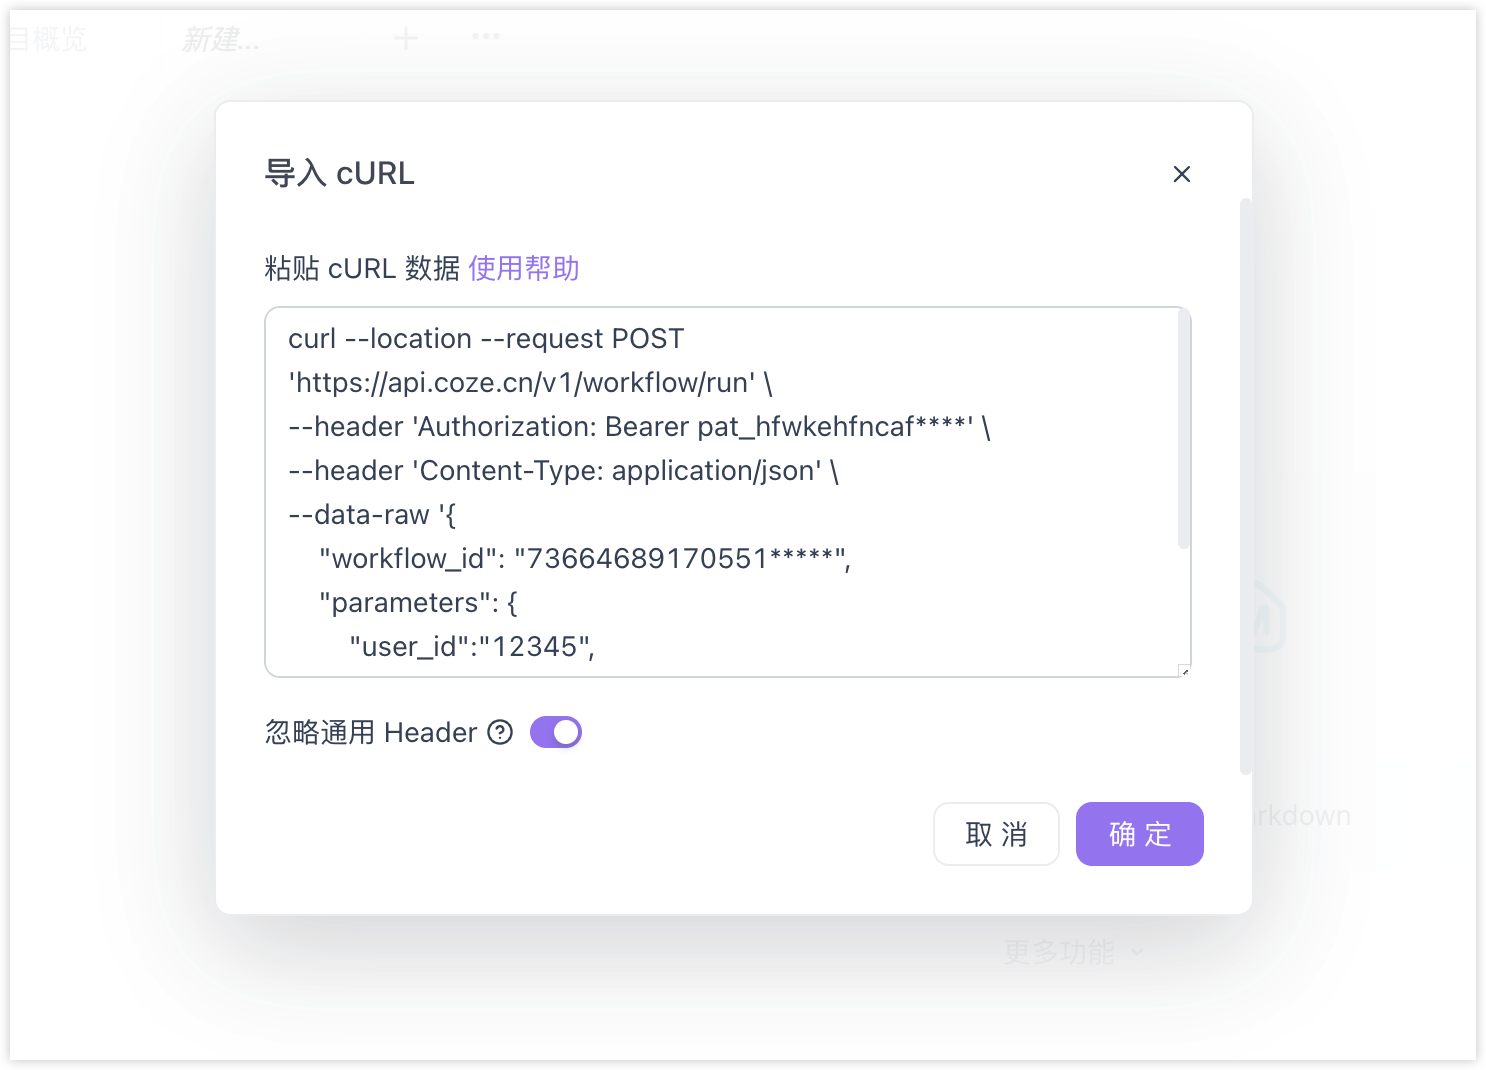 目概览 新建...
导入 cURL
粘贴 cURL 数据 使用帮助
curl --location --request POST
'https://api.coze.cn/v1/workflow/run' \
--header 'Authorization: Bearer pat_hfwkehfncaf****' \
--header 'Content-Type: application/json' \
--data-raw '{
"workflow_id": "73664689170551*****",
"parameters": {
"user_id":"12345",
忽略通用 Header
取 消 确 定
rkdown
更多功能